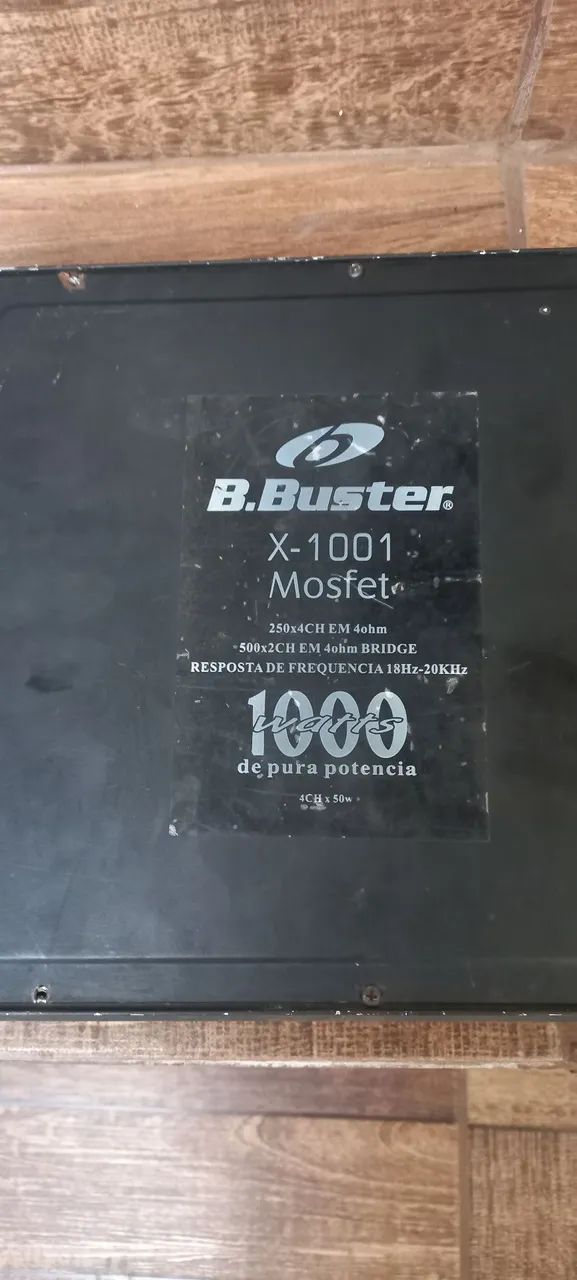 B.Buster®
X-1001
Mosfet
250x4CH EM 4ohm
500x2CH EM 4ohm BRIDGE
RESPOSTA DE FREQUENCIA 18Hz-20KHz
1000
watts
de pura potencia
4CH x 50w